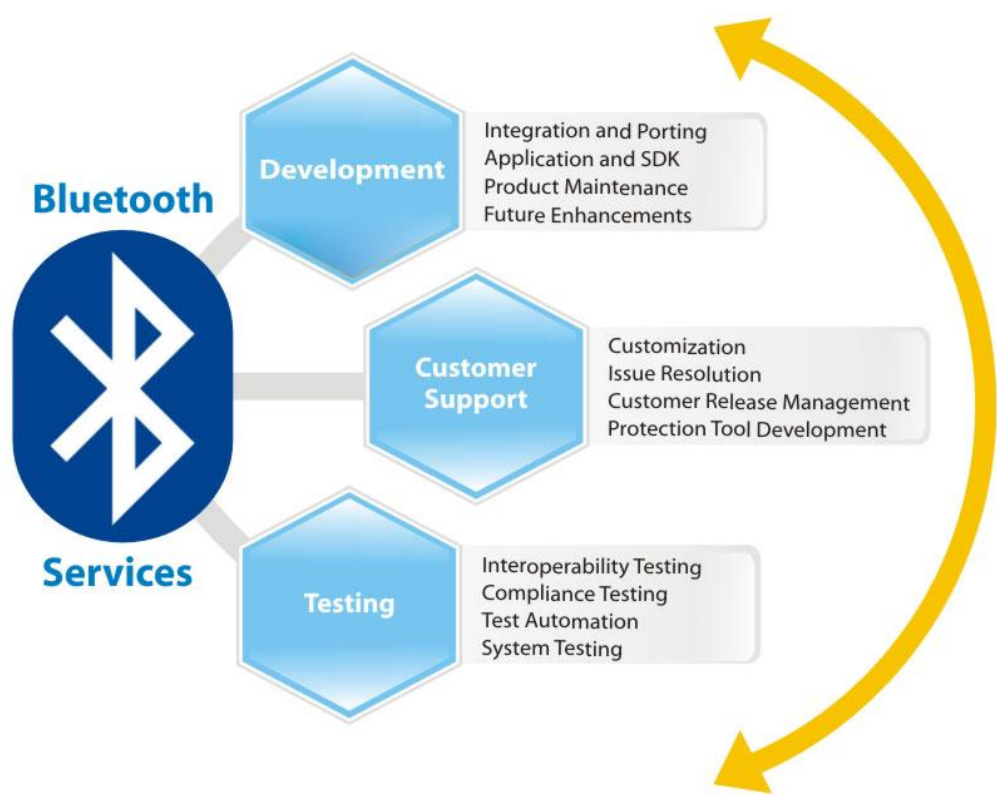 Bluetooth
Services
Development
Integration and Porting
Application and SDK
Product Maintenance
Future Enhancements
Customer
Support
Customization
Issue Resolution
Customer Release Management
Protection Tool Development
Testing
Interoperability Testing
Compliance Testing
Test Automation
System Testing